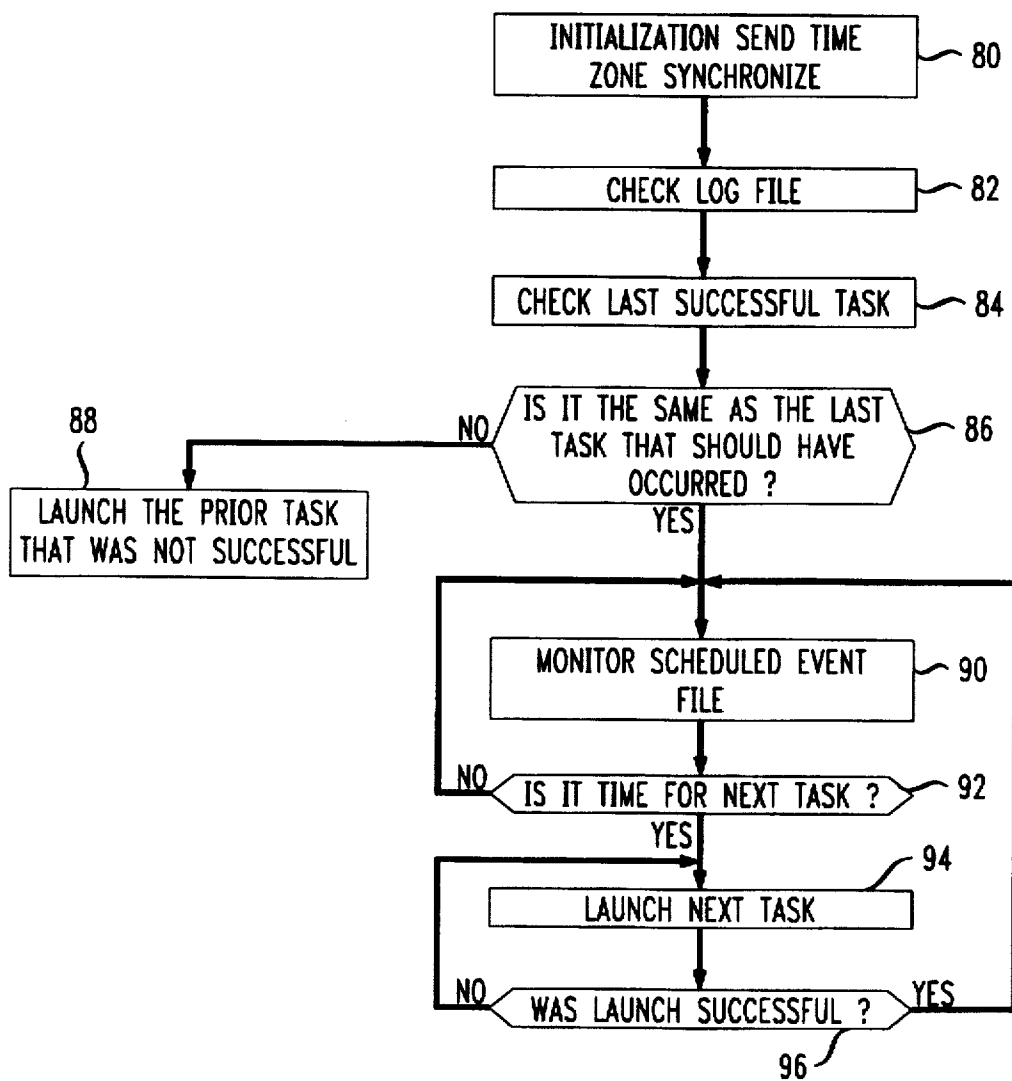 INITIALIZATION SEND TIME
ZONE SYNCHRONIZE
80
CHECK LOG FILE
82
CHECK LAST SUCCESSFUL TASK
84
IS IT THE SAME AS THE LAST
TASK THAT SHOULD HAVE
OCCURRED ?
86
NO
YES
88
LAUNCH THE PRIOR TASK
THAT WAS NOT SUCCESSFUL
MONITOR SCHEDULED EVENT
FILE
90
NO
IS IT TIME FOR NEXT TASK ?
92
YES
94
LAUNCH NEXT TASK
NO
WAS LAUNCH SUCCESSFUL ?
YES
96